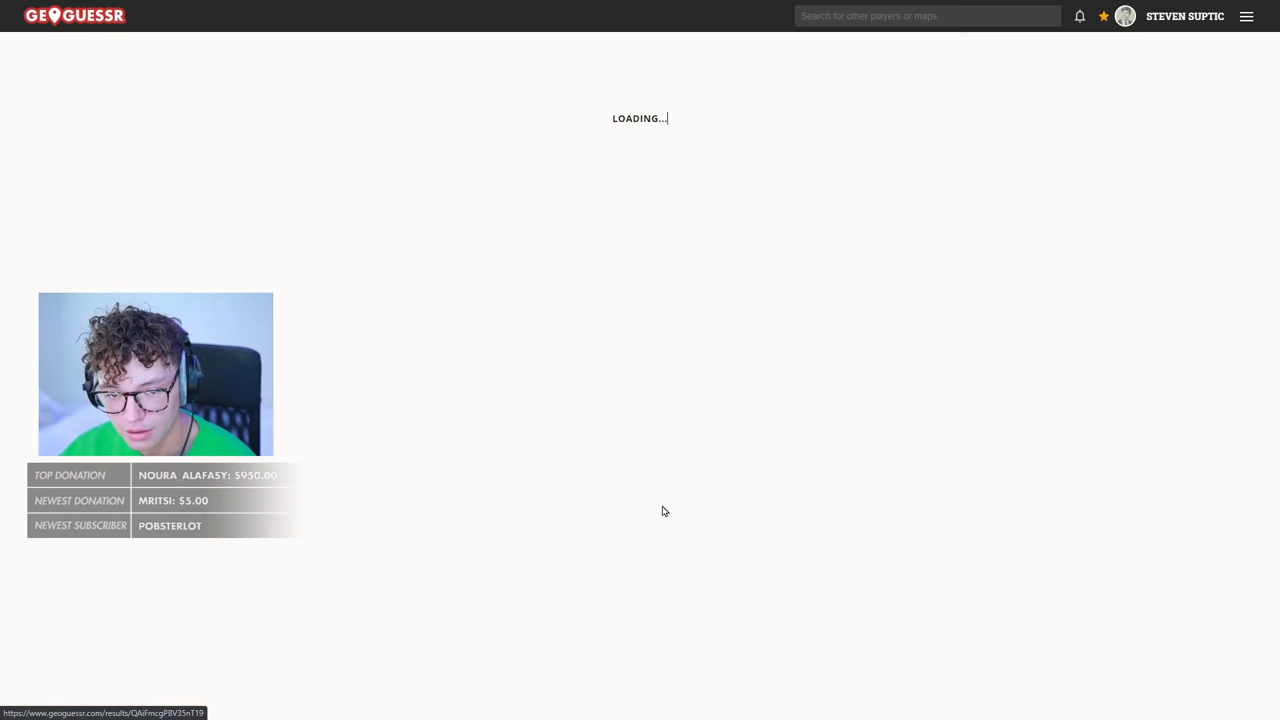 GEOGUESSR
Search for other players or maps
STEVEN SUPTIC
LOADING...
TOP DONATION NOURA ALAFASY: $950.00
NEWEST DONATION MRITSI: $5.00
NEWEST SUBSCRIBER POBSTERLOT
https://www.geoguessr.com/results/QAiFmcgP8V35nT19